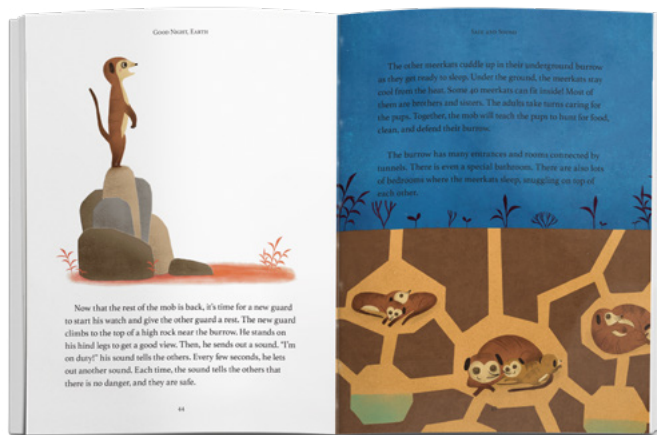 Good Night, Earth
Now that the rest of the mob is back, it's time for a new guard
to start his watch and give the other guard a rest. The new guard
climbs to the top of a high rock near the burrow. He stands on
his hind legs to get a good view. Then, he sends out a sound. "I'm
on duty!" his sound tells the others. Every few seconds, he lets
out another sound. Each time, the sound tells the others that
there is no danger, and they are safe.
44
The other meerkats cuddle up in their underground burrow
as they get ready to sleep. Under the ground, the meerkats stay
cool from the heat. Some 40 meerkats can fit inside! Most of
them are brothers and sisters. The adults take turns caring for
the pups. Together, the mob will teach the pups to hunt for food,
clean, and defend their burrow.
The burrow has many entrances and rooms connected by
tunnels. There is even a special bathroom. There are also lots
of bedrooms where the meerkats sleep, snuggling on top of
each other.